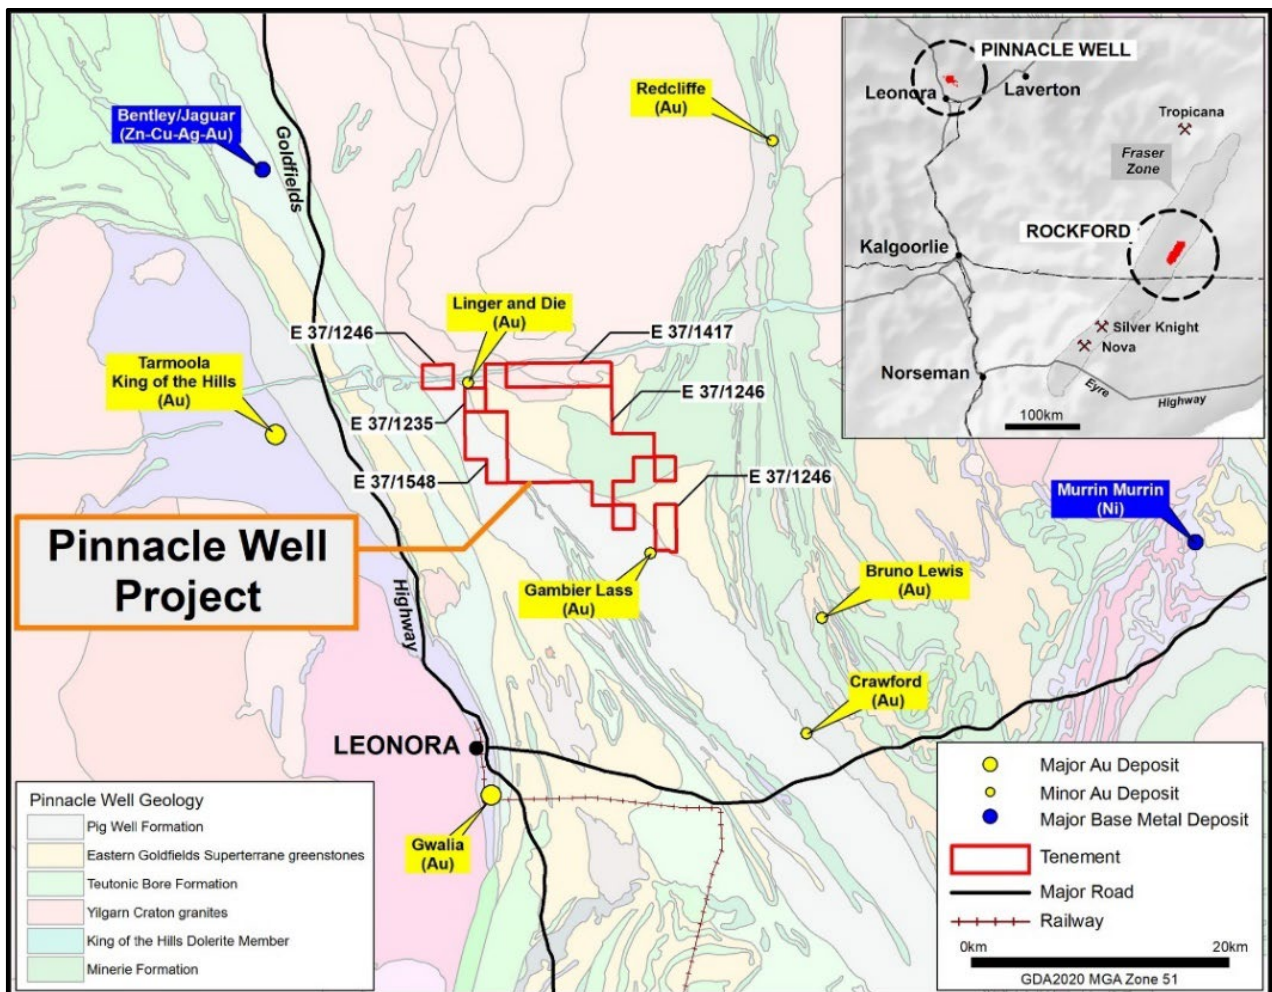 Bentley/Jaguar
(Zn-Cu-Ag-Au)
Goldfields
Redcliffe
(Au)
PINNACLE WELL
Leonora
Laverton
Tropicana
Fraser
Zone
ROCKFORD
Kalgoorlie
Silver Knight
Nova
Norseman
Eyre
Highway
100km
Linger and Die
(Au)
E 37/1246
E 37/1417
Tarmoola
King of the Hills
(Au)
E 37/1246
E 37/1235
E 37/1548
E 37/1246
Murrin Murrin
(Ni)
Pinnacle Well
Project
Highway
Gambier Lass
(Au)
Bruno Lewis
(Au)
Crawford
(Au)
LEONORA
Gwalia
(Au)
Pinnacle Well Geology
Pig Well Formation
Eastern Goldfields Superterrane greenstones
Teutonic Bore Formation
Yilgarn Craton granites
King of the Hills Dolerite Member
Minerie Formation
Major Au Deposit
Minor Au Deposit
Major Base Metal Deposit
Tenement
Major Road
Railway
0km
20km
GDA2020 MGA Zone 51